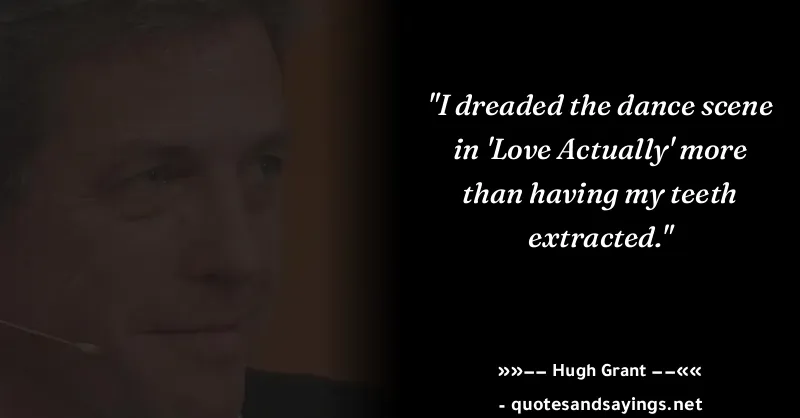 "I dreaded the dance scene
in 'Love Actually' more
than having my teeth
extracted."
»»−− Hugh Grant −−««
- quotesandsayings.net